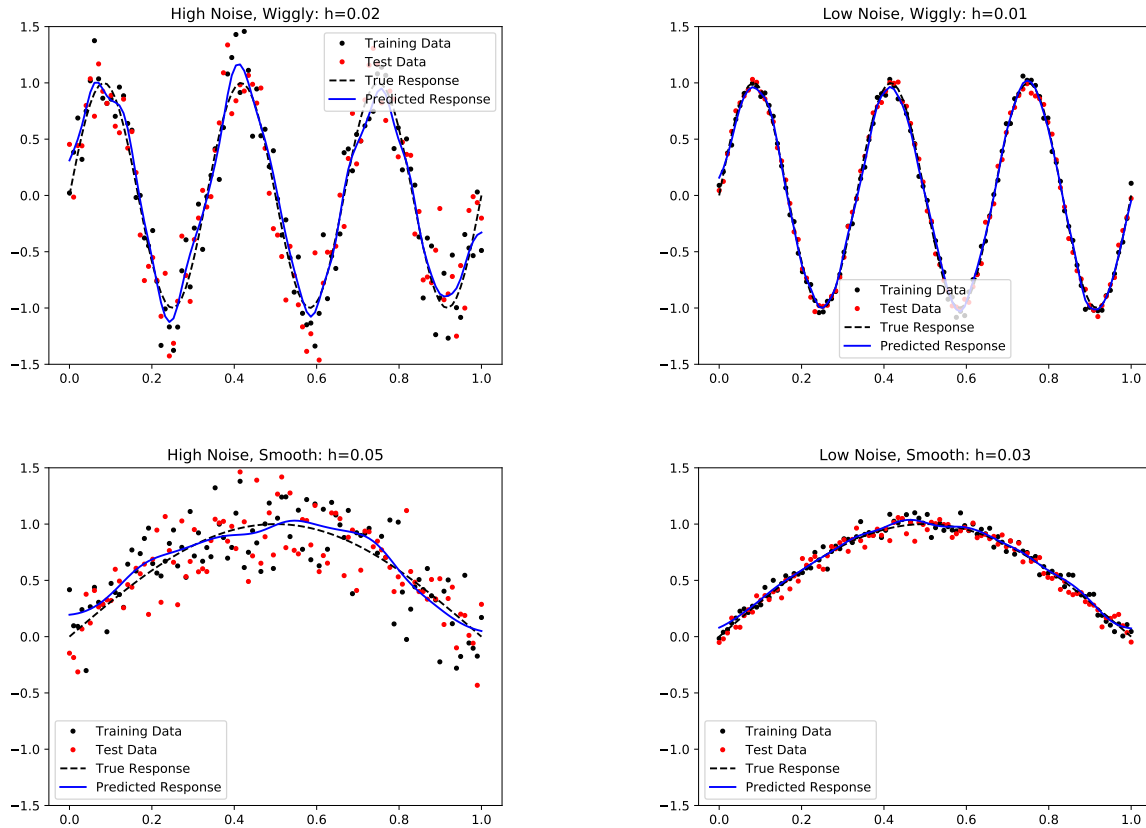 High Noise, Wiggly: h=0.02
1.5
1.0
0.5
0.0
−0.5
−1.0
−1.5
0.0 0.2 0.4 0.6 0.8 1.0
Training Data
Test Data
True Response
Predicted Response
Low Noise, Wiggly: h=0.01
1.5
1.0
0.5
0.0
−0.5
−1.0
−1.5
0.0 0.2 0.4 0.6 0.8 1.0
Training Data
Test Data
True Response
Predicted Response
High Noise, Smooth: h=0.05
1.5
1.0
0.5
0.0
−0.5
−1.0
−1.5
0.0 0.2 0.4 0.6 0.8 1.0
Training Data
Test Data
True Response
Predicted Response
Low Noise, Smooth: h=0.03
1.5
1.0
0.5
0.0
−0.5
−1.0
−1.5
0.0 0.2 0.4 0.6 0.8 1.0
Training Data
Test Data
True Response
Predicted Response